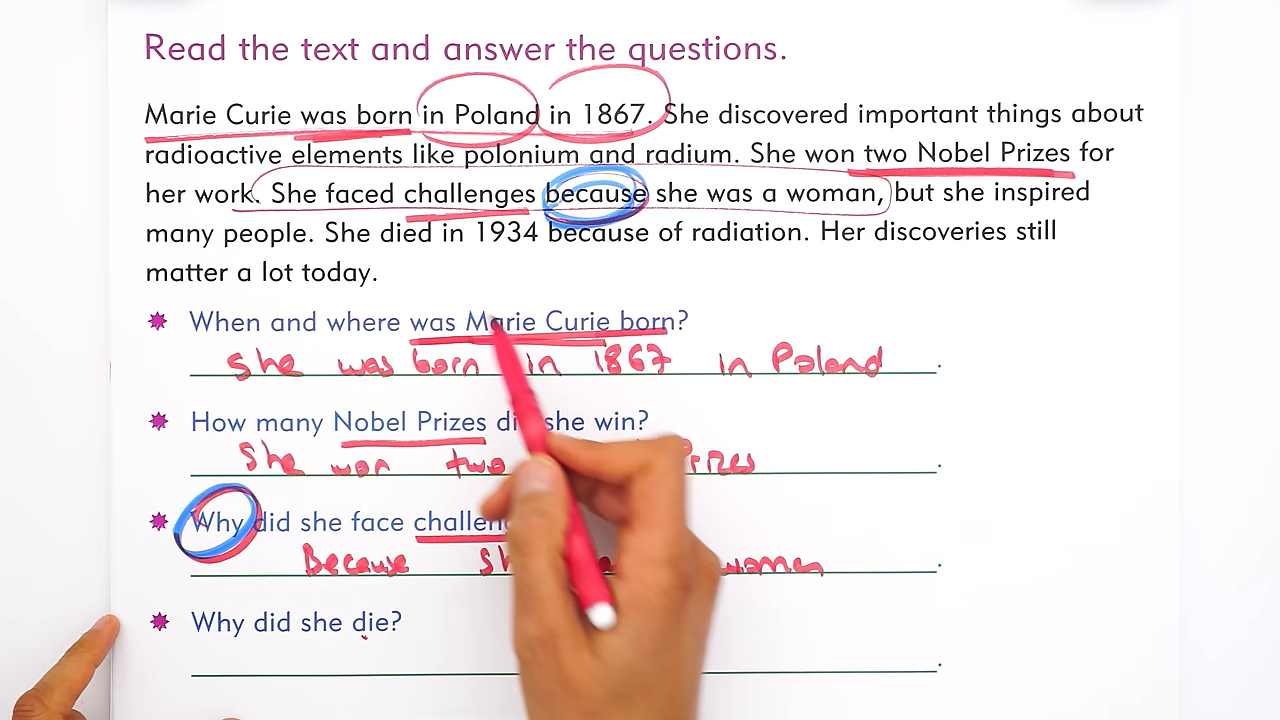 Read the text and answer the questions.
Marie Curie was born in Poland in 1867. She discovered important things about
radioactive elements like polonium and radium. She won two Nobel Prizes for
her work. She faced challenges because she was a woman, but she inspired
many people. She died in 1934 because of radiation. Her discoveries still
matter a lot today.
When and where was Marie Curie born?
She was born in 1867 in Poland.
How many Nobel Prizes did she win?
She won two
Why did she face
Because women.
Why did she die?